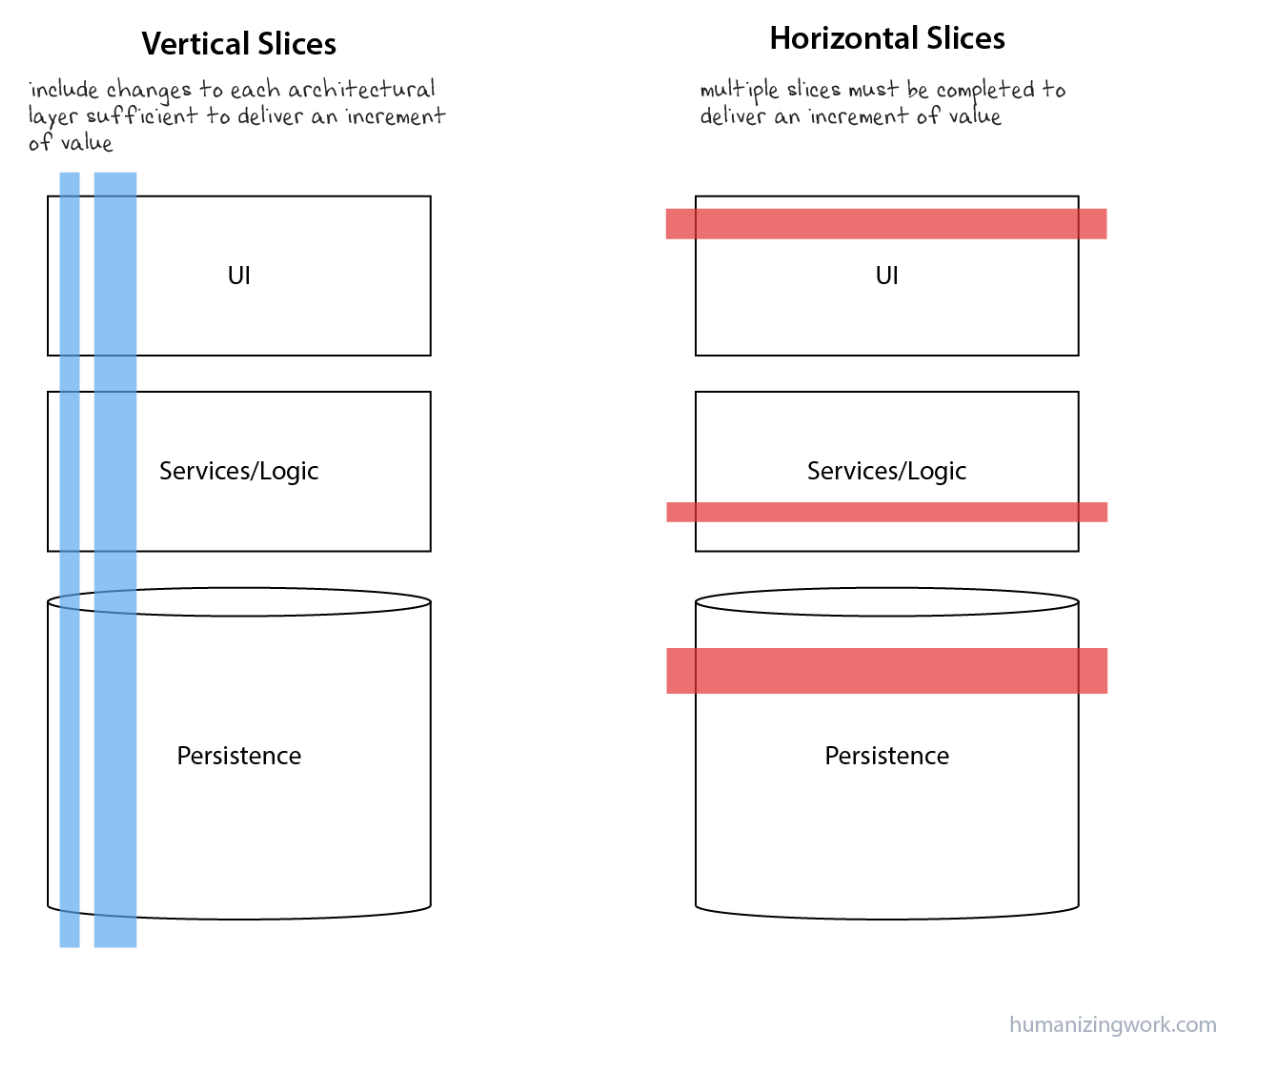 Vertical Slices
include changes to each architectural
layer sufficient to deliver an increment
of value
UI
Services/Logic
Persistence
Horizontal Slices
multiple slices must be completed to
deliver an increment of value
UI
Services/Logic
Persistence
humanizingwork.com